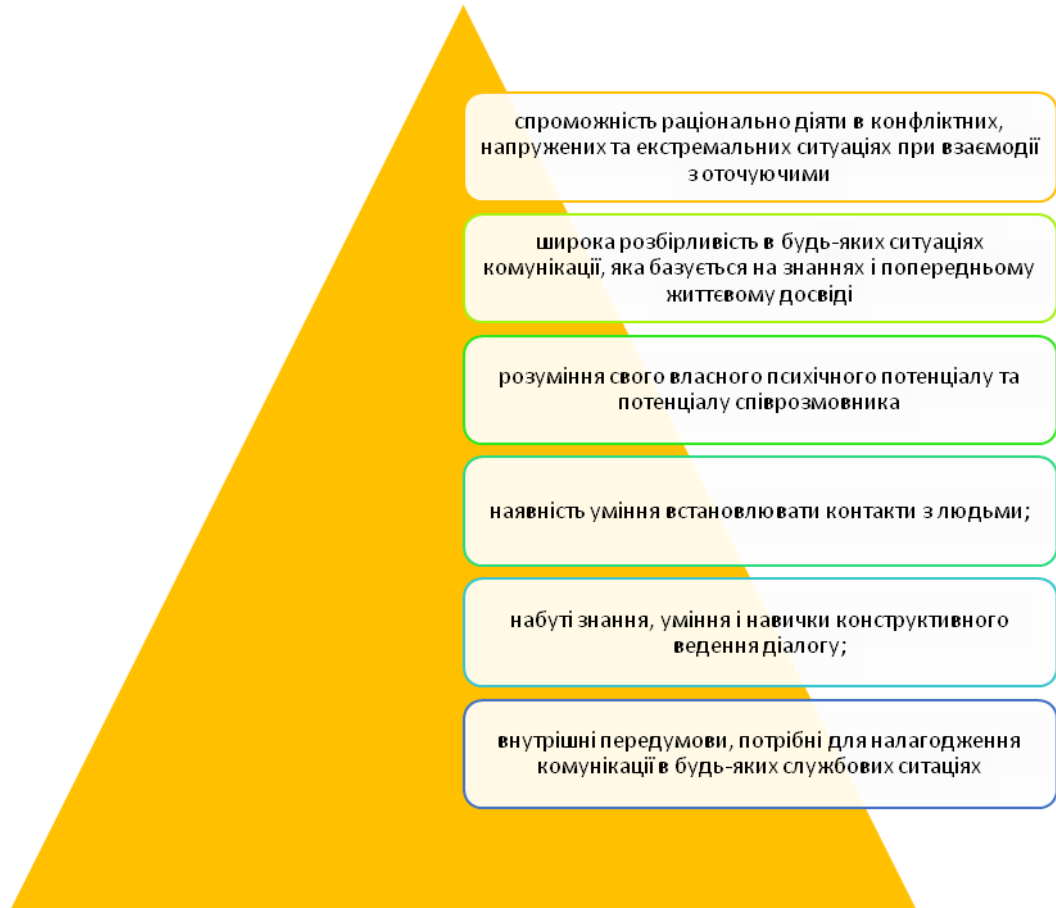 спроможність раціонально діяти в конфліктних,
напружених та екстремальних ситуаціях при взаємодії
з оточуючими
широка розбірливість в будь-яких ситуаціях
комунікації, яка базується на знаннях і попередньому
життєвому досвіді
розуміння свого власного психічного потенціалу та
потенціалу співрозмовника
наявність уміння встановлювати контакти з людьми;
набуті знання, уміння і навички конструктивного
ведення діалогу;
внутрішні передумови, потрібні для налагодження
комунікації в будь-яких службових ситаціях